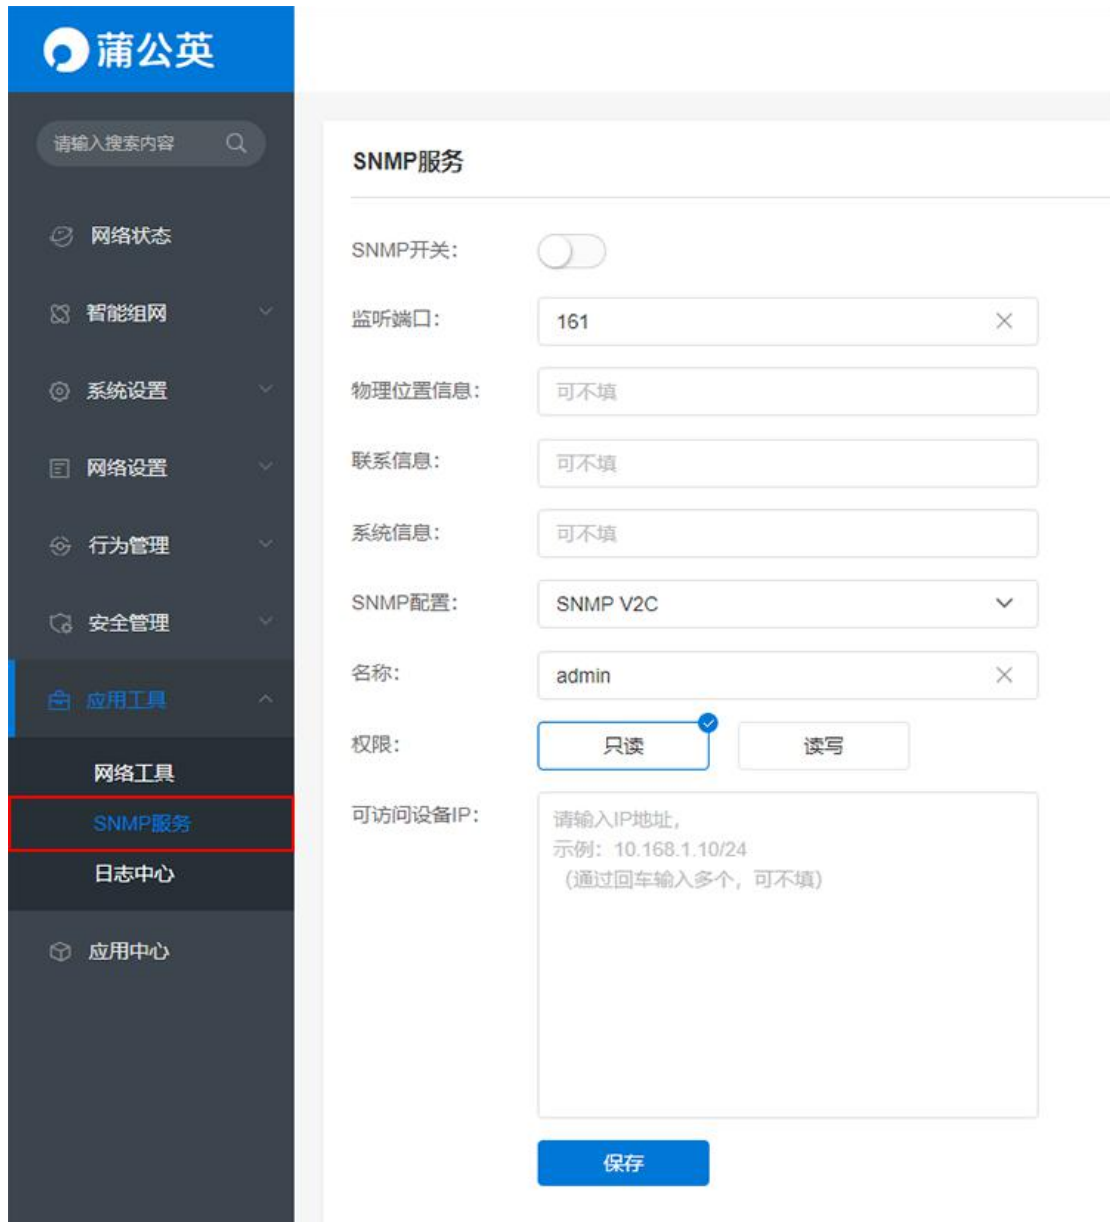 蒲公英
请输入搜索内容
网络状态
智能组网
系统设置
网络设置
行为管理
安全管理
应用工具
网络工具
SNMP服务
日志中心
应用中心
SNMP服务
SNMP开关：
监听端口： 161
物理位置信息： 可不填
联系信息： 可不填
系统信息： 可不填
SNMP配置： SNMP V2C
名称： admin
权限： 只读 读写
可访问设备IP： 请输入IP地址，
示例：10.168.1.10/24
（通过回车输入多个，可不填）
保存